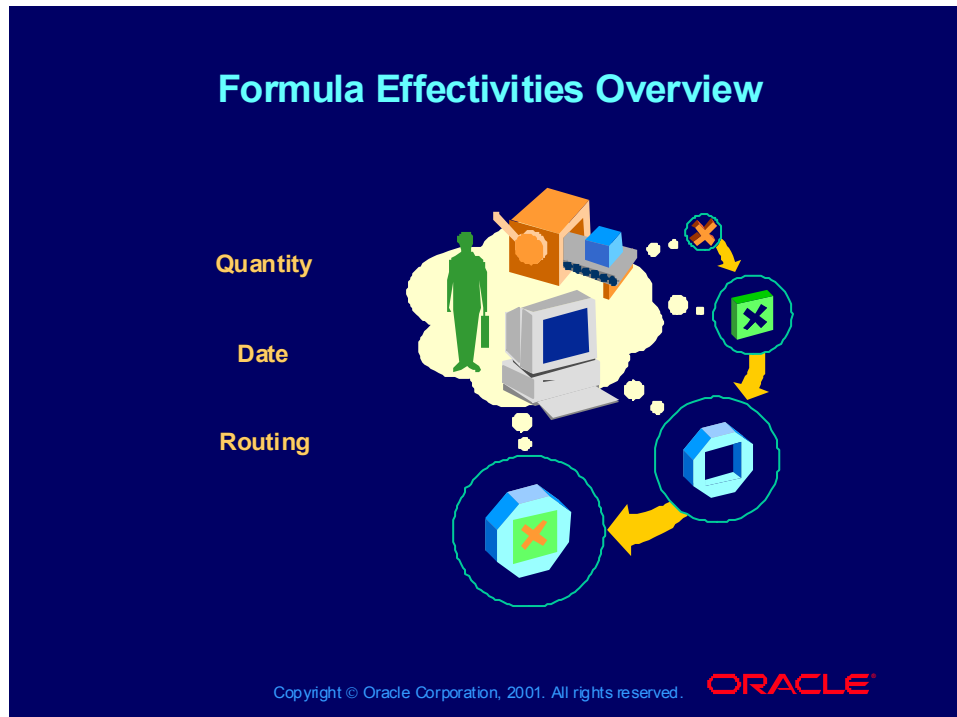 Formula Effectivities Overview
Quantity
Date
Routing
Copyright © Oracle Corporation, 2001. All rights reserved.
ORACLE®